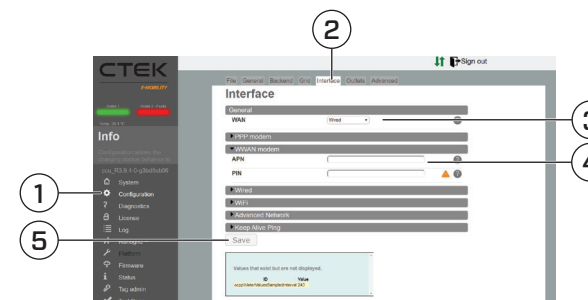 2
CTEK
E-MOBILITY
Sign out
File General Backend Grid Interface Outlets Advanced
Interface
General
WAN Wired
3
PPP modem
WWAN modem
APN
4
PIN
Info
1
System
Configuration
Diagnostics
License
Log
Wired
WiFi
Advanced Network
Keep Alive Ping
5
Save
Manages
Platform
Firmware
Status
Tag admin
Values that exist but are not displayed.
ID Value